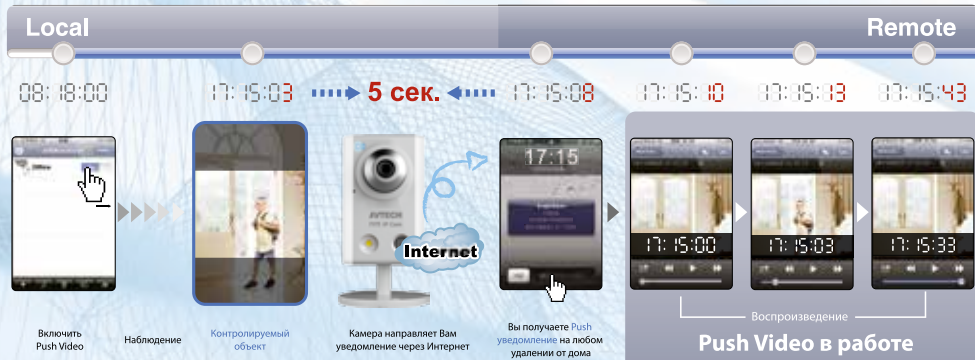 Local
Remote
08:18:00
17:15:03
5 сек.
17:15:08
17:15:10
17:15:13
17:15:43
Offline
AVTECH
Internet
17:15
17:15:00
17:15:03
17:15:33
Включить
Push Video
Наблюдение
Контролируемый
объект
Камера направляет Вам
уведомление через Интернет
Вы получаете Push
уведомление на любом
удалении от дома
Воспроизведение
Push Video в работе